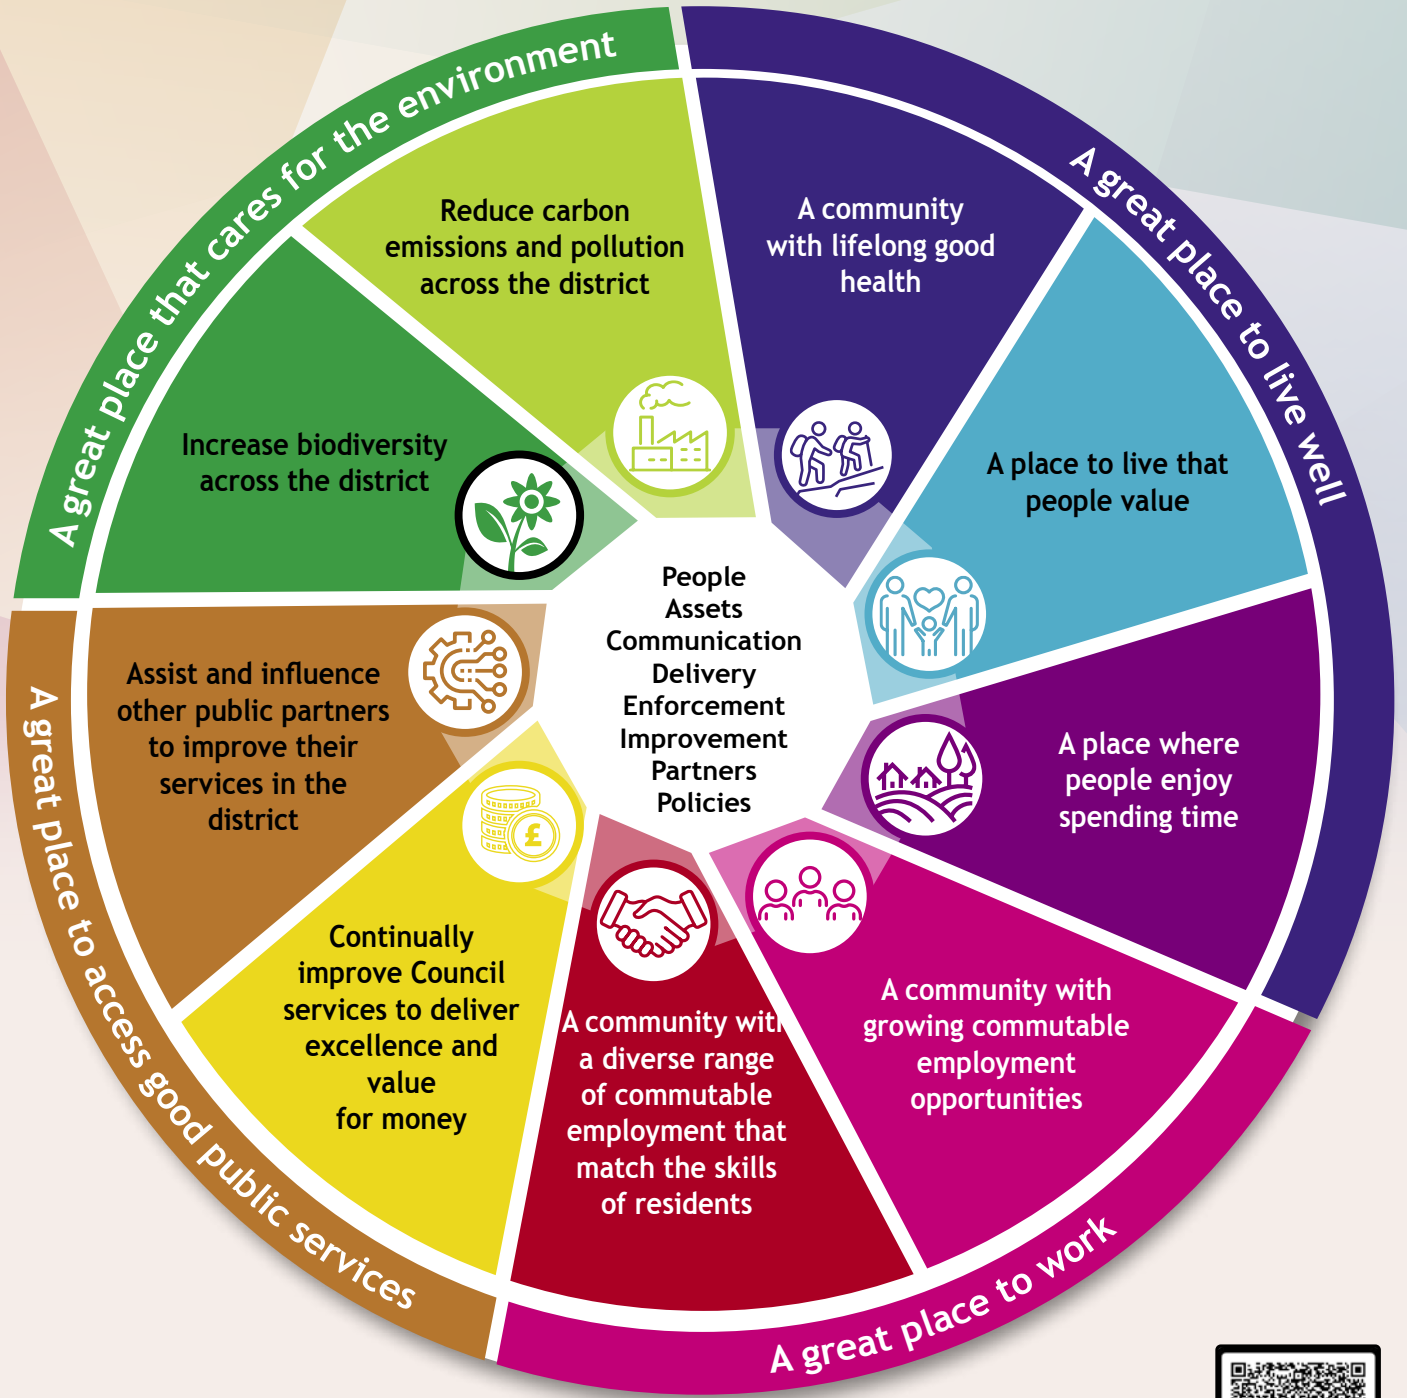 A great place that cares for the environment
A great place to live well
A great place to work
A great place to access good public services
Reduce carbon
emissions and pollution
across the district
A community
with lifelong good
health
A place to live that
people value
A place where
people enjoy
spending time
A community with
growing commutable
employment
opportunities
A community with
a diverse range
of commutable
employment that
match the skills
of residents
Continually
improve Council
services to deliver
excellence and
value
for money
Assist and influence
other public partners
to improve their
services in the
district
Increase biodiversity
across the district
People
Assets
Communication
Delivery
Enforcement
Improvement
Partners
Policies
£